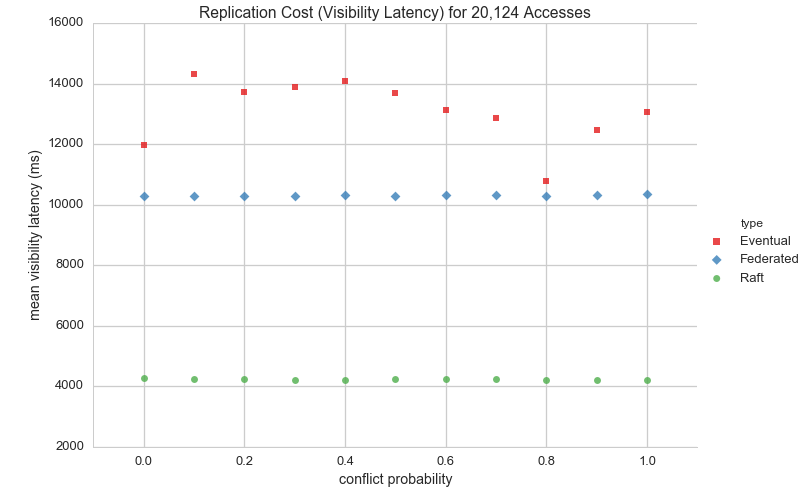 Replication Cost (Visibility Latency) for 20,124 Accesses
16000
14000
12000
10000
8000
6000
4000
2000
mean visibility latency (ms)
0.0 0.2 0.4 0.6 0.8 1.0
conflict probability
type
Eventual
Federated
Raft